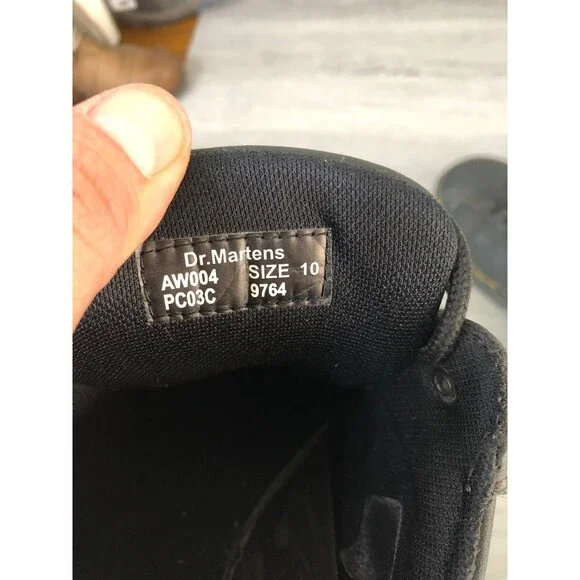 Dr.Martens
AW004 SIZE 10
PC03C 9764